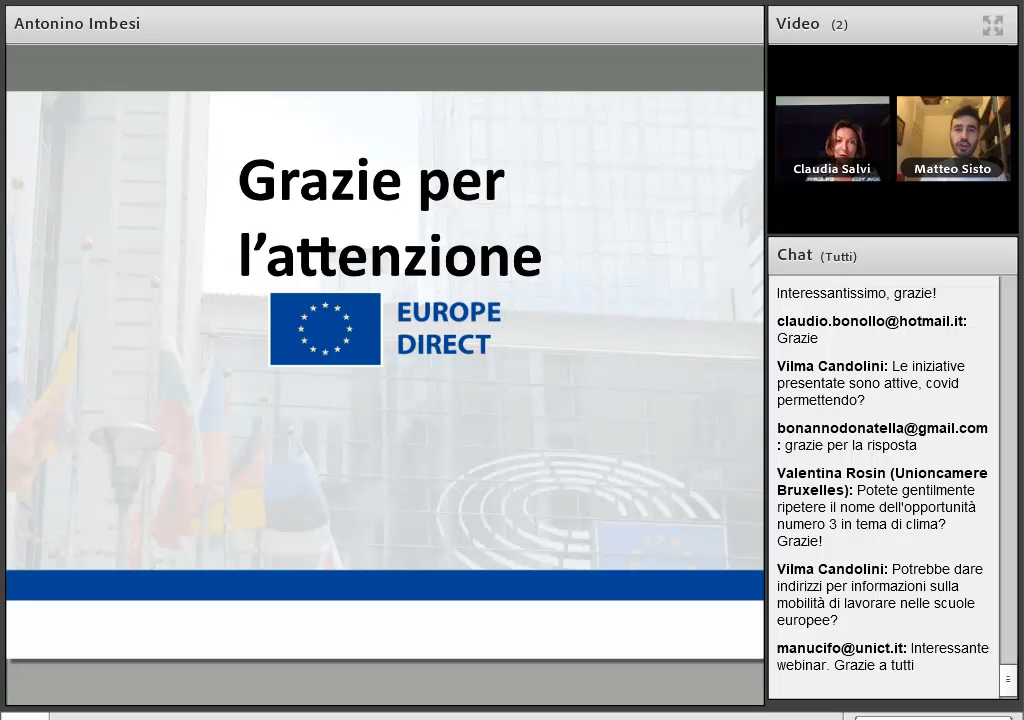 Antonino Imbesi
Grazie per
l'attenzione
EUROPE
DIRECT
Video (2)
Claudia Salvi
Matteo Sisto
Chat (Tutti)
Interessantissimo, grazie!
claudio.bonollo@hotmail.it:
Grazie
Vilma Candolini: Le iniziative
presentate sono attive, covid
permettendo?
bonannodonatella@gmail.com
: grazie per la risposta
Valentina Rosin (Unioncamere
Bruxelles): Potete gentilmente
ripetere il nome dell'opportunità
numero 3 in tema di clima?
Grazie!
Vilma Candolini: Potrebbe dare
indirizzi per informazioni sulla
mobilità di lavorare nelle scuole
europee?
manucifo@unict.it: Interessante
webinar. Grazie a tutti